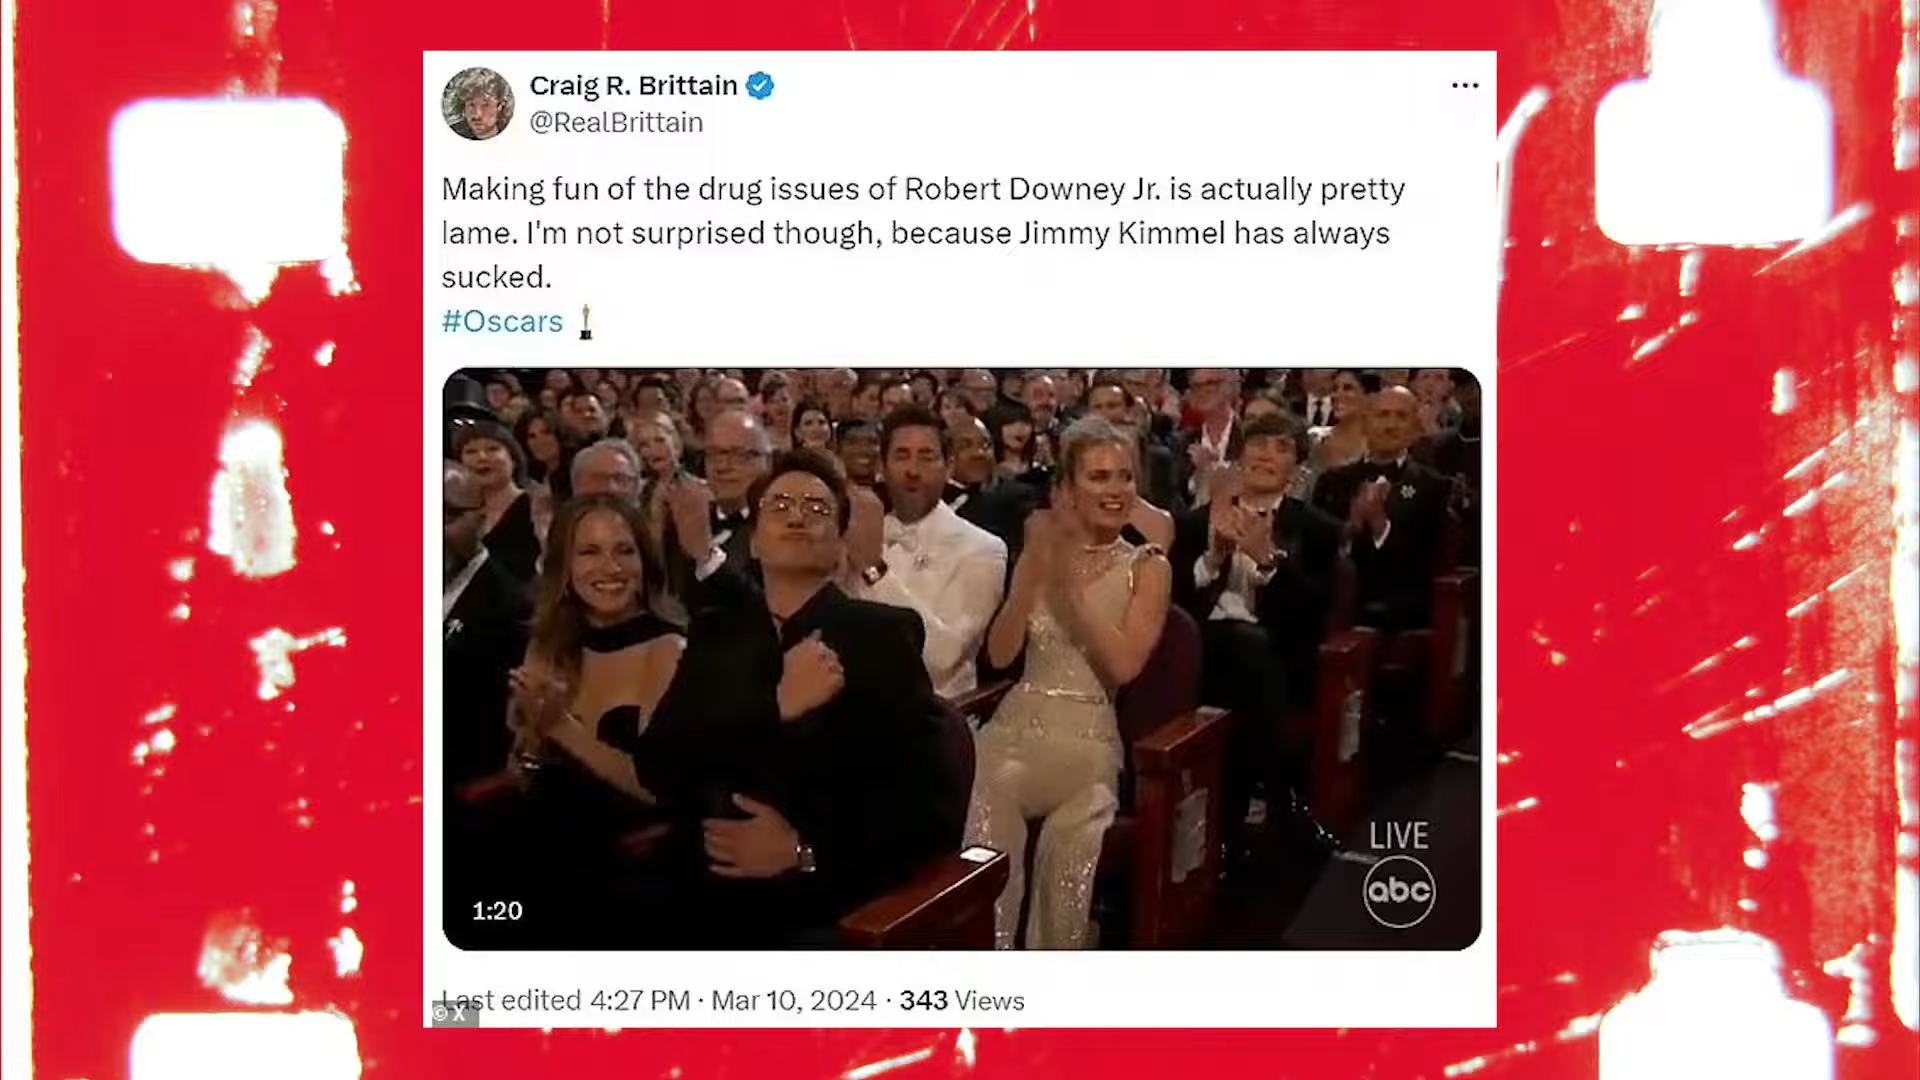 Craig R. Brittain
@RealBrittain
Making fun of the drug issues of Robert Downey Jr. is actually pretty
lame. I'm not surprised though, because Jimmy Kimmel has always
sucked.
#Oscars
LIVE
abc
1:20
Last edited 4:27 PM · Mar 10, 2024 · 343 Views
© X